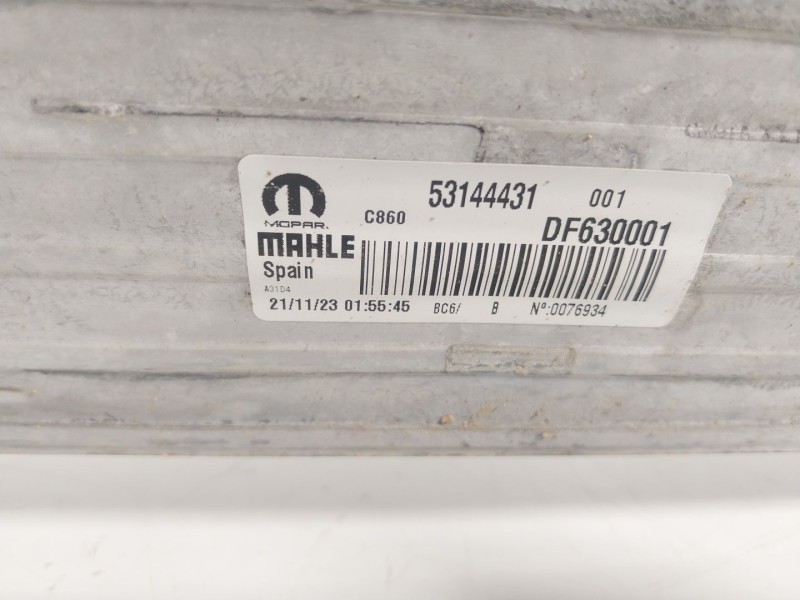 53144431 001
MOPAR. C860 DF630001
MAHLE
Spain
A31D4
21/11/23 01:55:45 BC6/ B Nº:0076934